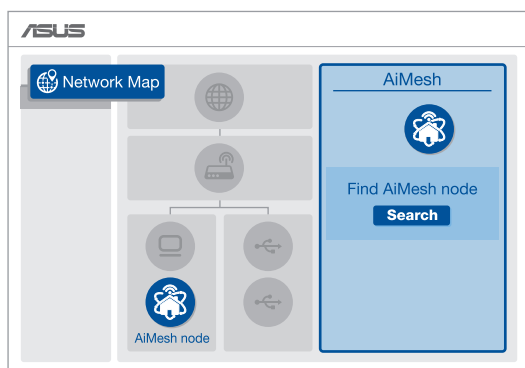 ASUS
Network Map
AiMesh
Find AiMesh node
Search
AiMesh node